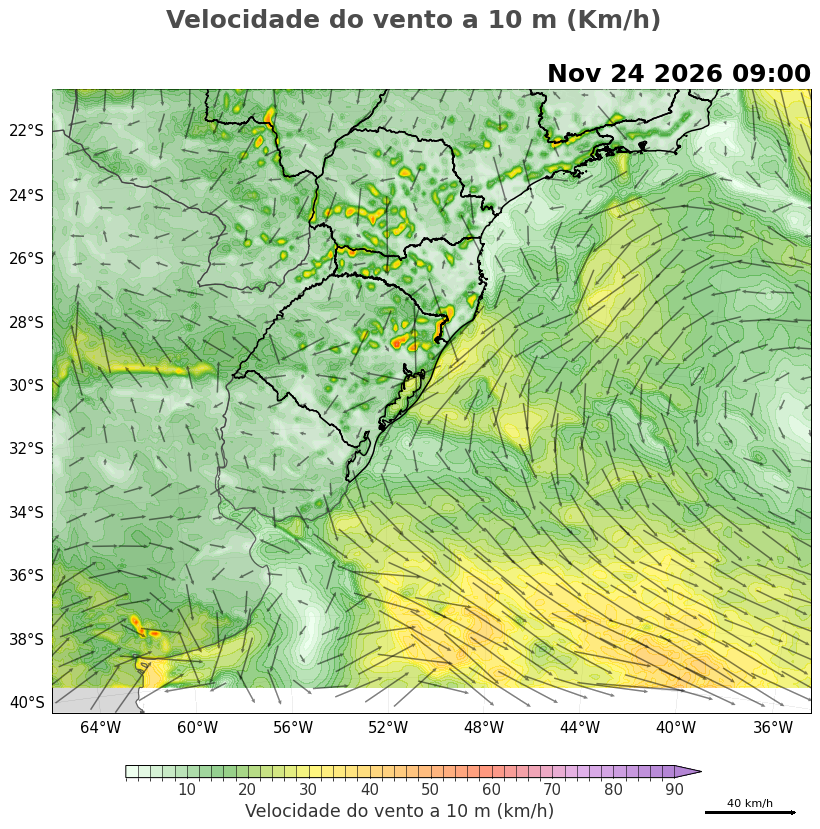 Velocidade do vento a 10 m (Km/h)
Nov 24 2026 09:00
22°S
24°S
26°S
28°S
30°S
32°S
34°S
36°S
38°S
40°S
64°W 60°W 56°W 52°W 48°W 44°W 40°W 36°W
10 20 30 40 50 60 70 80 90
Velocidade do vento a 10 m (km/h)
40 km/h